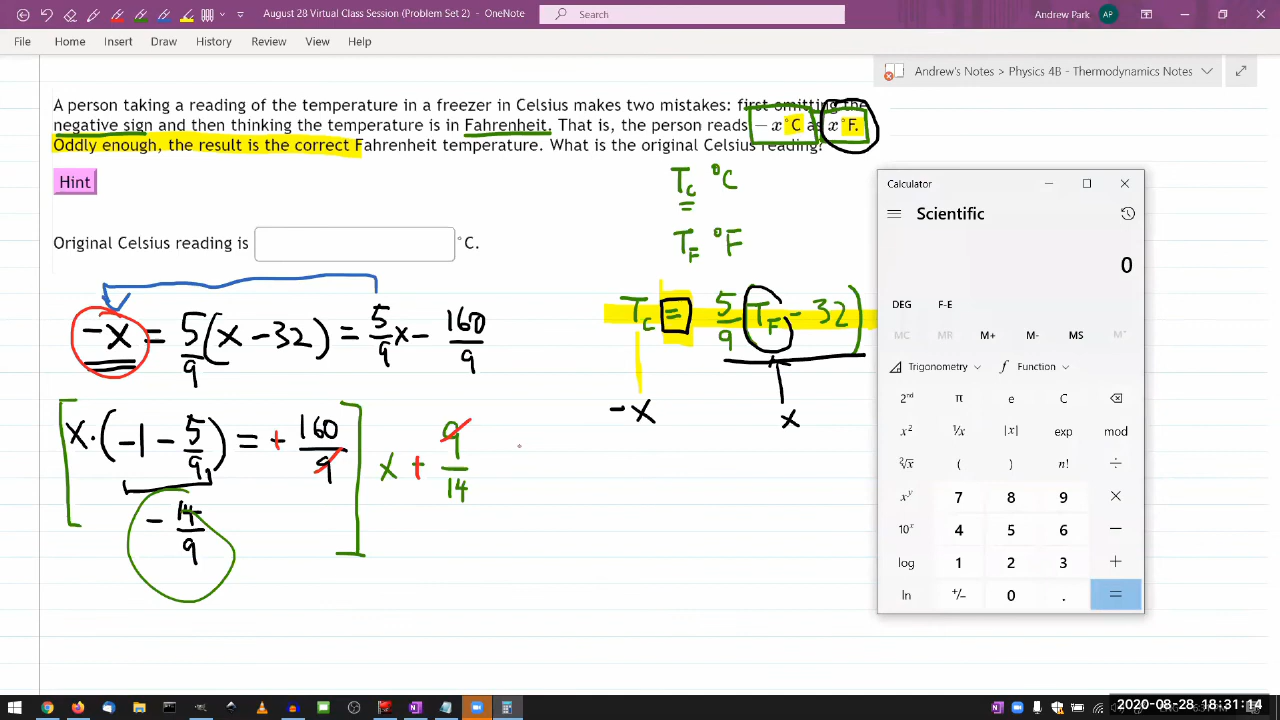 August 28 Virtual Class Session (Problem Set 2) - OneNote
Search
Andrew Park AP
File Home Insert Draw History Review View Help
Andrew's Notes > Physics 4B - Thermodynamics Notes
A person taking a reading of the temperature in a freezer in Celsius makes two mistakes: first omitting the
negative sign and then thinking the temperature is in Fahrenheit. That is, the person reads −x°C as x°F.
Oddly enough, the result is the correct Fahrenheit temperature. What is the original Celsius reading?
Hint
T_C °C
T_F °F
Original Celsius reading is °C.
-x = 5/9 (x - 32) = 5/9 x - 160/9
T_C = 5/9 (T_F - 32)
-x x
[x · (-1 - 5/9) = + 160/9] x + 9/14
- 14/9
Calculator
Scientific
0
DEG F-E
MC MR M+ M- MS M˅
Trigonometry Function
2ⁿᵈ π e C
x² ¹/x |x| exp mod
³√x ( ) n! ÷
xʸ 7 8 9 ×
10ˣ 4 5 6 −
log 1 2 3 +
ln +/- 0 . =
2020-08-28 18:31:14